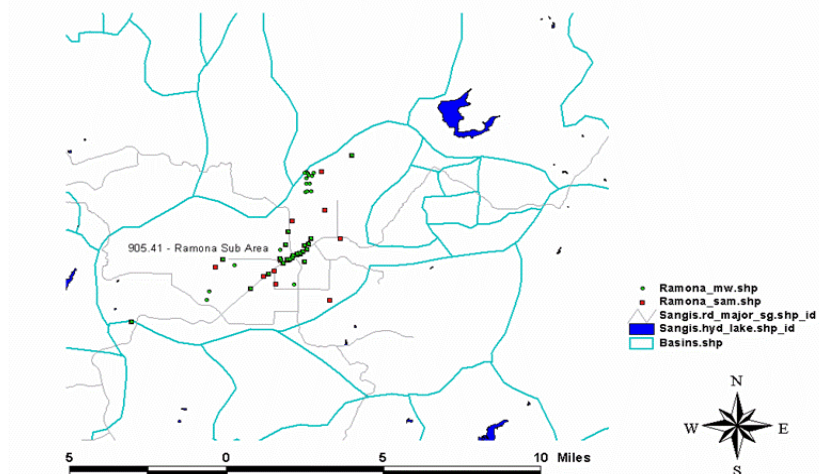 905.41 - Ramona Sub Area
Ramona_mw.shp
Ramona_sam.shp
Sangis.rd_major_sg.shp_id
Sangis.hyd_lake.shp_id
Basins.shp
N
W E
S
5 0 5 10 Miles